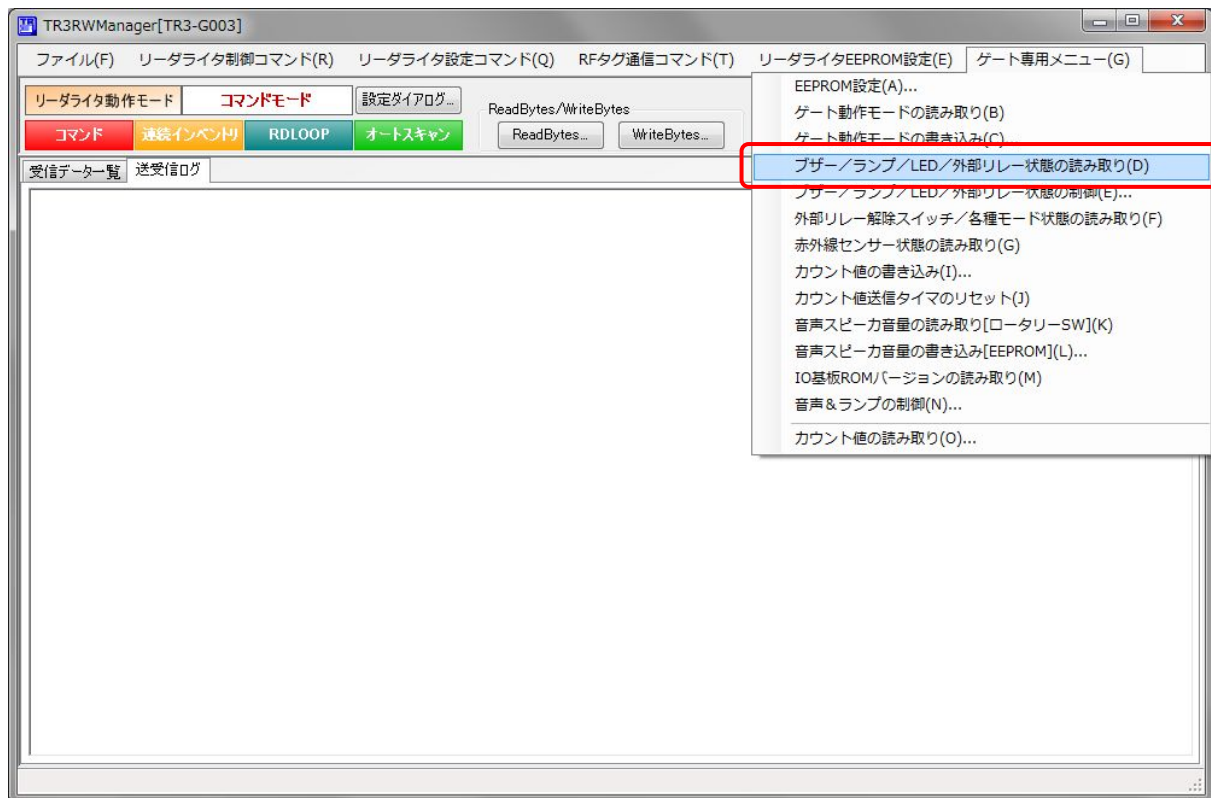 TR3RWManager[TR3-G003]
ファイル(F) リーダライタ制御コマンド(R) リーダライタ設定コマンド(Q) RFタグ通信コマンド(T) リーダライタEEPROM設定(E) ゲート専用メニュー(G)
リーダライタ動作モード コマンドモード 設定ダイアログ...
ReadBytes/WriteBytes
コマンド 連続インベントリ RDLOOP オートスキャン ReadBytes... WriteBytes...
受信データ一覧 送受信ログ
EEPROM設定(A)...
ゲート動作モードの読み取り(B)
ゲート動作モードの書き込み(C)...
ブザー／ランプ／LED／外部リレー状態の読み取り(D)
ブザー／ランプ／LED／外部リレー状態の制御(E)...
外部リレー解除スイッチ／各種モード状態の読み取り(F)
赤外線センサー状態の読み取り(G)
カウント値の書き込み(I)...
カウント値送信タイマのリセット(J)
音声スピーカ音量の読み取り[ロータリーSW](K)
音声スピーカ音量の書き込み[EEPROM](L)...
IO基板ROMバージョンの読み取り(M)
音声＆ランプの制御(N)...
カウント値の読み取り(O)...